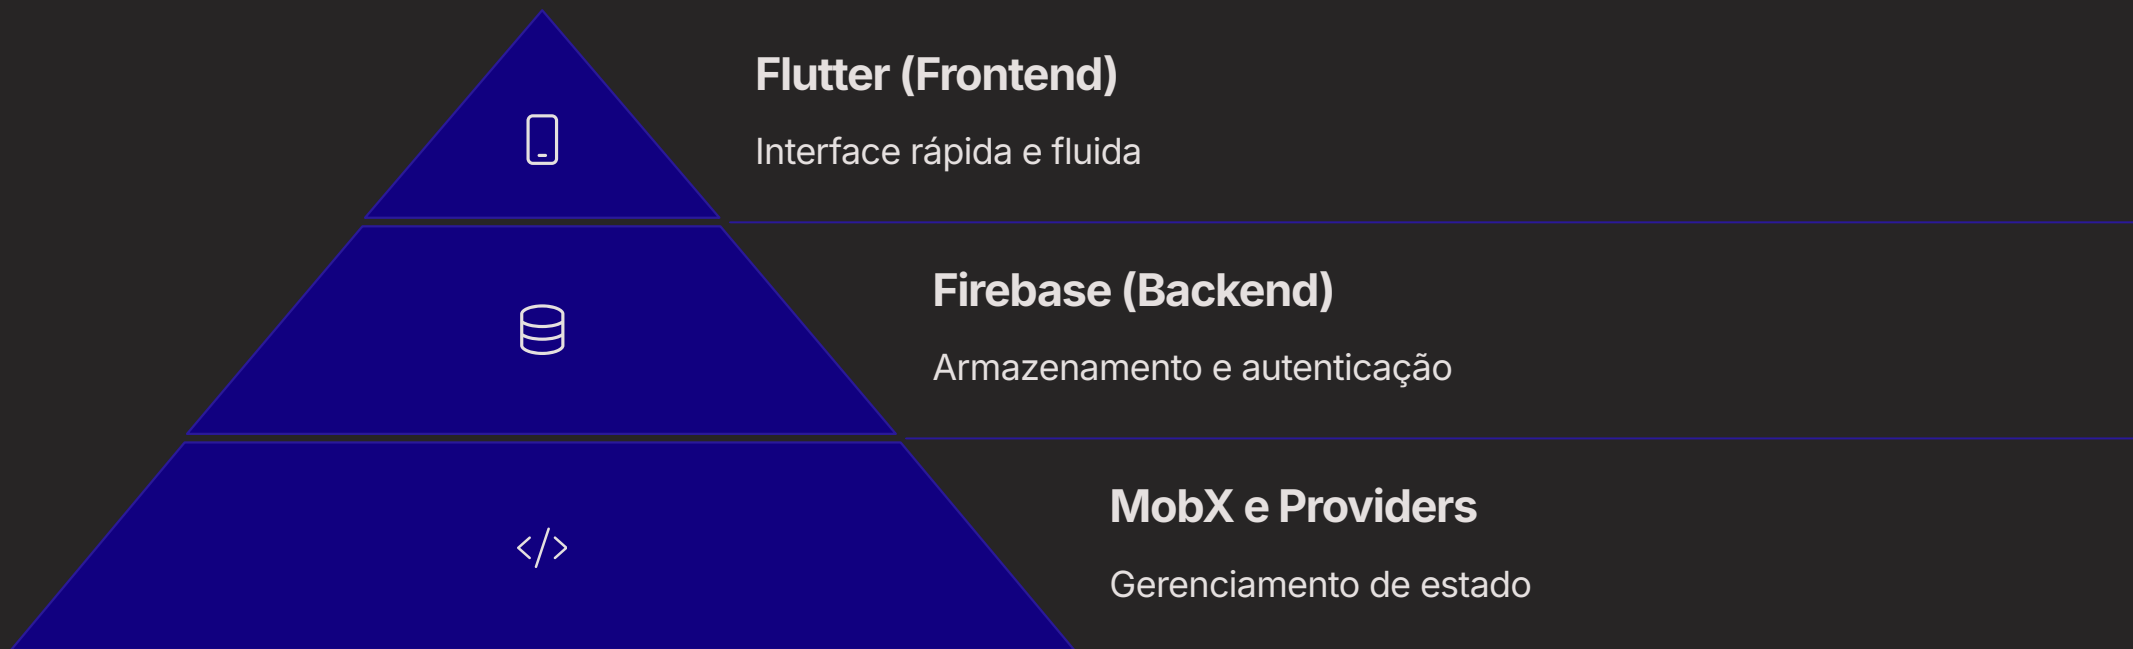 Flutter (Frontend)
Interface rápida e fluida
Firebase (Backend)
Armazenamento e autenticação
MobX e Providers
Gerenciamento de estado